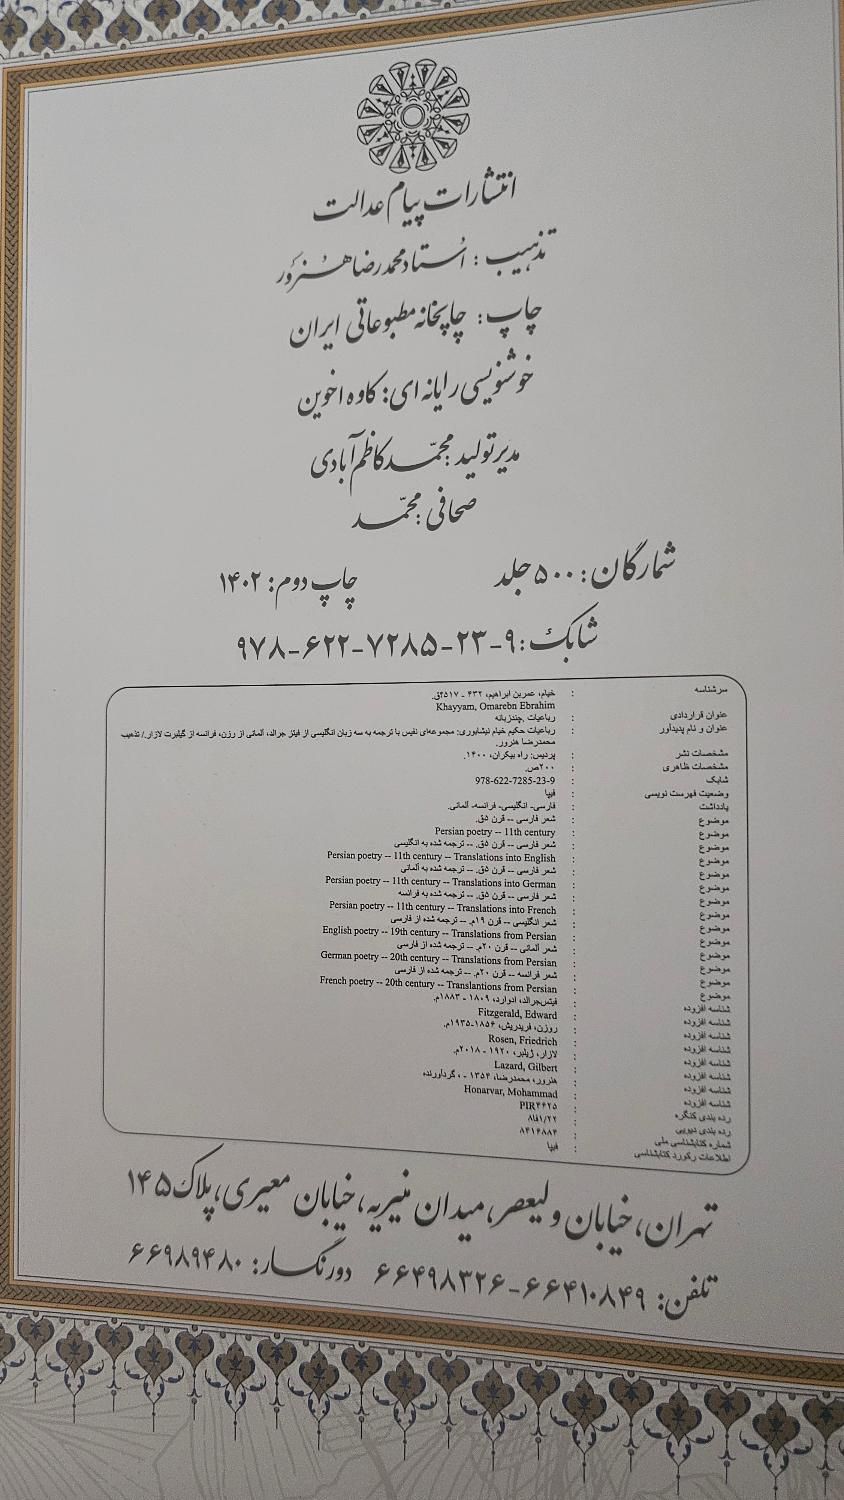 انتشارات پیام عدالت
تذهیب : استاد محمدرضا هنرور
چاپ : چاپخانه مطبوعاتی ایران
خوشنویسی رایانه ای : کاوه اخوین
مدیر تولید : محمّد کاظم آبادی
صحافی : محمّد
شمارگان : ۵۰۰ جلد چاپ دوم : ۱۴۰۲
شابک : ۹-۲۳-۷۲۸۵-۶۲۲-۹۷۸
سرشناسه : خیام، عمربن ابراهیم، ۴۳۲ - ۵۱۷؟ق.
Khayyam, Omarebn Ebrahim
عنوان قراردادی : رباعیات .چندزبانه
عنوان و نام پدیدآور : رباعیات حکیم خیام نیشابوری: مجموعه‌ای نفیس با ترجمه به سه زبان انگلیسی از فیتز جرالد، آلمانی از رزن، فرانسه از گیلبرت لازار./ تذهیب
محمدرضا هنرور.
مشخصات نشر : پردیس: راه بیکران، ۱۴۰۰.
مشخصات ظاهری : ۲۰۰ص.
شابک : 978-622-7285-23-9
وضعیت فهرست نویسی : فیپا
یادداشت : فارسی- انگلیسی- فرانسه- آلمانی.
موضوع : شعر فارسی -- قرن ۵ق.
موضوع : Persian poetry -- 11th century
موضوع : شعر فارسی -- قرن ۵ق. -- ترجمه شده به انگلیسی
موضوع : Persian poetry -- 11th century -- Translations into English
موضوع : شعر فارسی -- قرن ۵ق. -- ترجمه شده به آلمانی
موضوع : Persian poetry -- 11th century -- Translations into German
موضوع : شعر فارسی -- قرن ۵ق. -- ترجمه شده به فرانسه
موضوع : Persian poetry -- 11th century -- Translations into French
موضوع : شعر انگلیسی -- قرن ۱۹م. -- ترجمه شده از فارسی
موضوع : English poetry -- 19th century -- Translations from Persian
موضوع : شعر آلمانی -- قرن ۲۰م. -- ترجمه شده از فارسی
موضوع : German poetry -- 20th century -- Translations from Persian
موضوع : شعر فرانسه -- قرن ۲۰م. -- ترجمه شده از فارسی
موضوع : French poetry -- 20th century -- Translantions from Persian
شناسه افزوده : فیتس‌جرالد، ادوارد، ۱۸۰۹ - ۱۸۸۳م.
شناسه افزوده : Fitzgerald, Edward
شناسه افزوده : روزن، فریدریش، ۱۸۵۶-۱۹۳۵م.
شناسه افزوده : Rosen, Friedrich
شناسه افزوده : لازار، ژیلبر، ۱۹۲۰ - ۲۰۱۸م.
شناسه افزوده : Lazard, Gilbert
شناسه افزوده : هنرور، محمدرضا، ۱۳۵۴ - ، گردآورنده
شناسه افزوده : Honarvar, Mohammad
رده بندی کنگره : PIR۴۶۲۵
رده بندی دیویی : ۸فا۱/۲۲
شماره کتابشناسی ملی : ۸۴۱۴۸۸۴
اطلاعات رکورد کتابشناسی : فیپا
تهران، خیابان ولیعصر، میدان منیریه، خیابان معیری، پلاک ۱۴۵
تلفن : ۶۶۴۱۰۸۴۹-۶۶۴۹۸۳۲۶ دورنگار : ۶۶۹۸۹۴۸۰